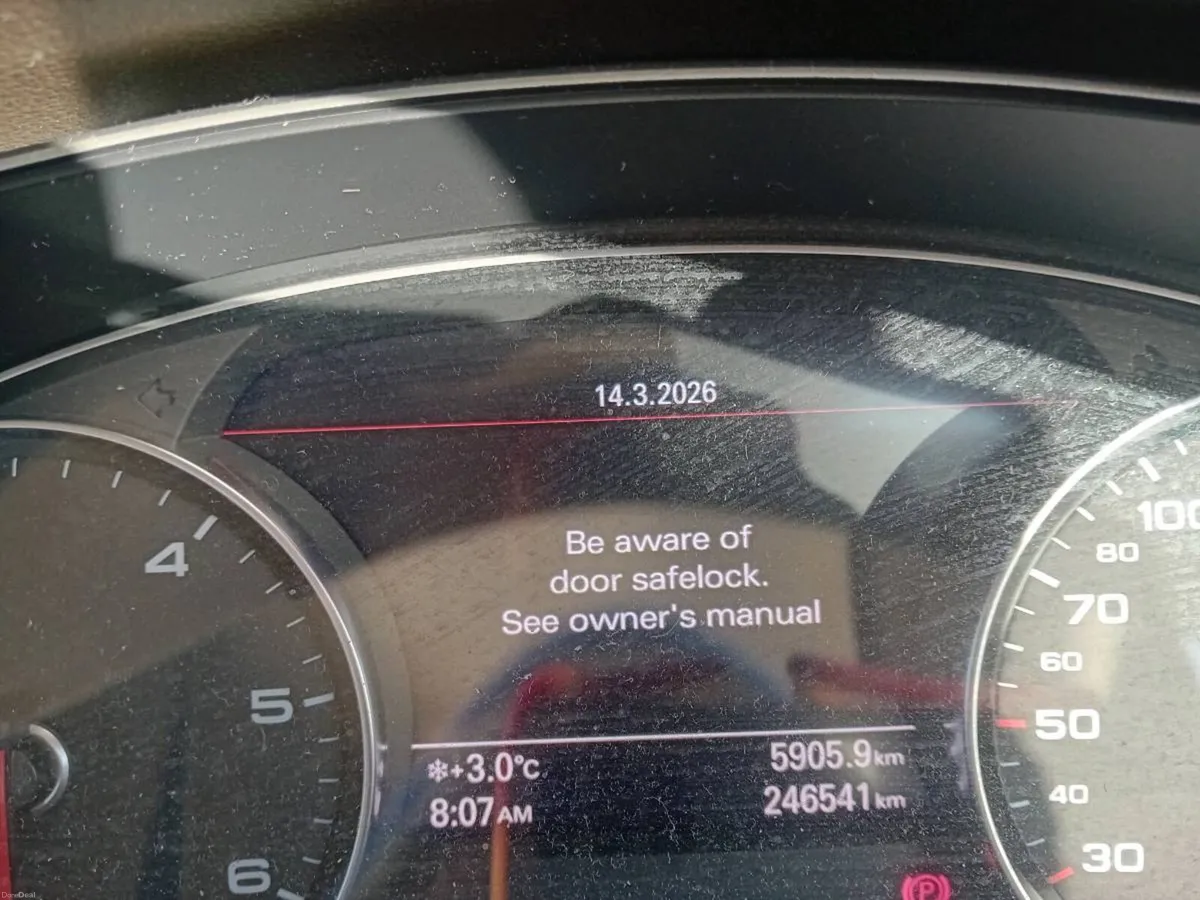 14.3.2026
Be aware of
door safelock.
See owner's manual
❄+3.0°C 5905.9km
8:07AM 246541km
4
5
6
100
80
70
60
50
40
30
P
DoneDeal